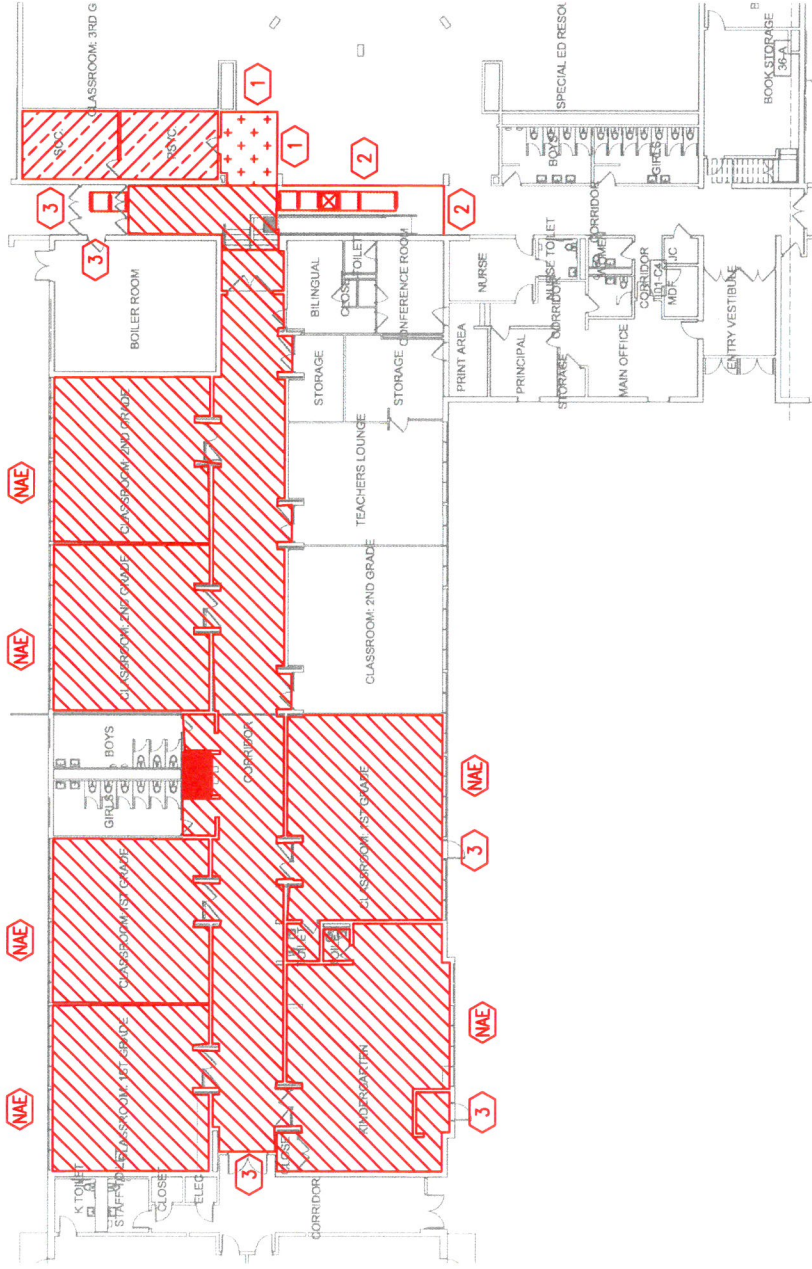 CLASSROOM: 3RD G
SOC.
PSYC.
1
1
2
2
3
3
SPECIAL ED RESOU
BOOK STORAGE
36-A
BOYS
GIRLS
CORRIDOR
BOILER ROOM
BILINGUAL
TOILET
CONFERENCE ROOM
NURSE
NURSE TOILET
CORRIDOR
CORRIDOR
JC
MDF
ENTRY VESTIBULE
STORAGE
STORAGE
PRINT AREA
PRINCIPAL
STORAGE
MAIN OFFICE
NAE
CLASSROOM: 2ND GRADE
TEACHERS LOUNGE
NAE
CLASSROOM: 2ND GRADE
CLASSROOM: 2ND GRADE
BOYS
GIRLS
CORRIDOR
NAE
CLASSROOM: 1ST GRADE
CLASSROOM: 1ST GRADE
NAE
3
TOILET
NAE
CLASSROOM: 1ST GRADE
KINDERGARTEN
NAE
3
3
K TOILET
STAFF
CLOSET
ELEC
CORRIDOR